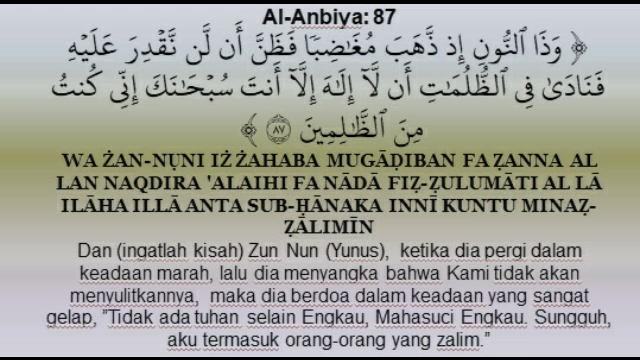 Al-Anbiya: 87
﴿ وَذَا ٱلنُّونِ إِذ ذَّهَبَ مُغَٰضِبٗا فَظَنَّ أَن لَّن نَّقۡدِرَ عَلَيۡهِ
فَنَادَىٰ فِي ٱلظُّلُمَٰتِ أَن لَّآ إِلَٰهَ إِلَّآ أَنتَ سُبۡحَٰنَكَ إِنِّي كُنتُ
مِنَ ٱلظَّٰلِمِينَ ٨٧ ﴾
WA ŻAN-NŲNI IŻ ŻAHABA MUGĀḌIBAN FA ẒANNA AL
LAN NAQDIRA 'ALAIHI FA NĀDĀ FIẒ-ẒULUMĀTI AL LĀ
ILĀHA ILLĀ ANTA SUB-ḤĀNAKA INNĪ KUNTU MINAẒ-
ẒĀLIMĪN
Dan (ingatlah kisah) Zun Nun (Yunus), ketika dia pergi dalam
keadaan marah, lalu dia menyangka bahwa Kami tidak akan
menyulitkannya, maka dia berdoa dalam keadaan yang sangat
gelap, ”Tidak ada tuhan selain Engkau, Mahasuci Engkau. Sungguh,
aku termasuk orang-orang yang zalim.”